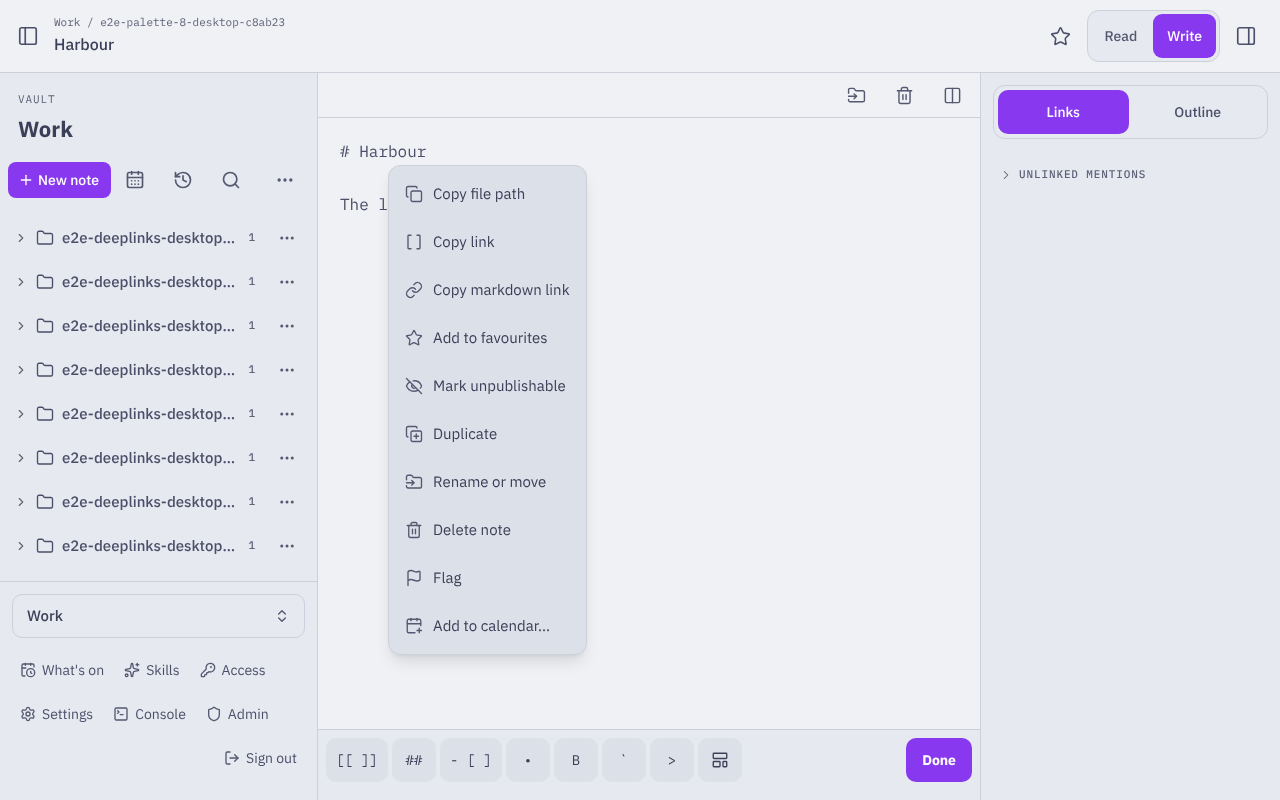 Work / e2e-palette-8-desktop-c8ab23
Harbour
Read
Write
VAULT
Work
New note
e2e-deeplinks-desktop... 1
e2e-deeplinks-desktop... 1
e2e-deeplinks-desktop... 1
e2e-deeplinks-desktop... 1
e2e-deeplinks-desktop... 1
e2e-deeplinks-desktop... 1
e2e-deeplinks-desktop... 1
e2e-deeplinks-desktop... 1
Work
What's on
Skills
Access
Settings
Console
Admin
Sign out
# Harbour
The l
Copy file path
Copy link
Copy markdown link
Add to favourites
Mark unpublishable
Duplicate
Rename or move
Delete note
Flag
Add to calendar...
[[ ]]
##
- [ ]
•
B
`
>
Done
Links
Outline
UNLINKED MENTIONS